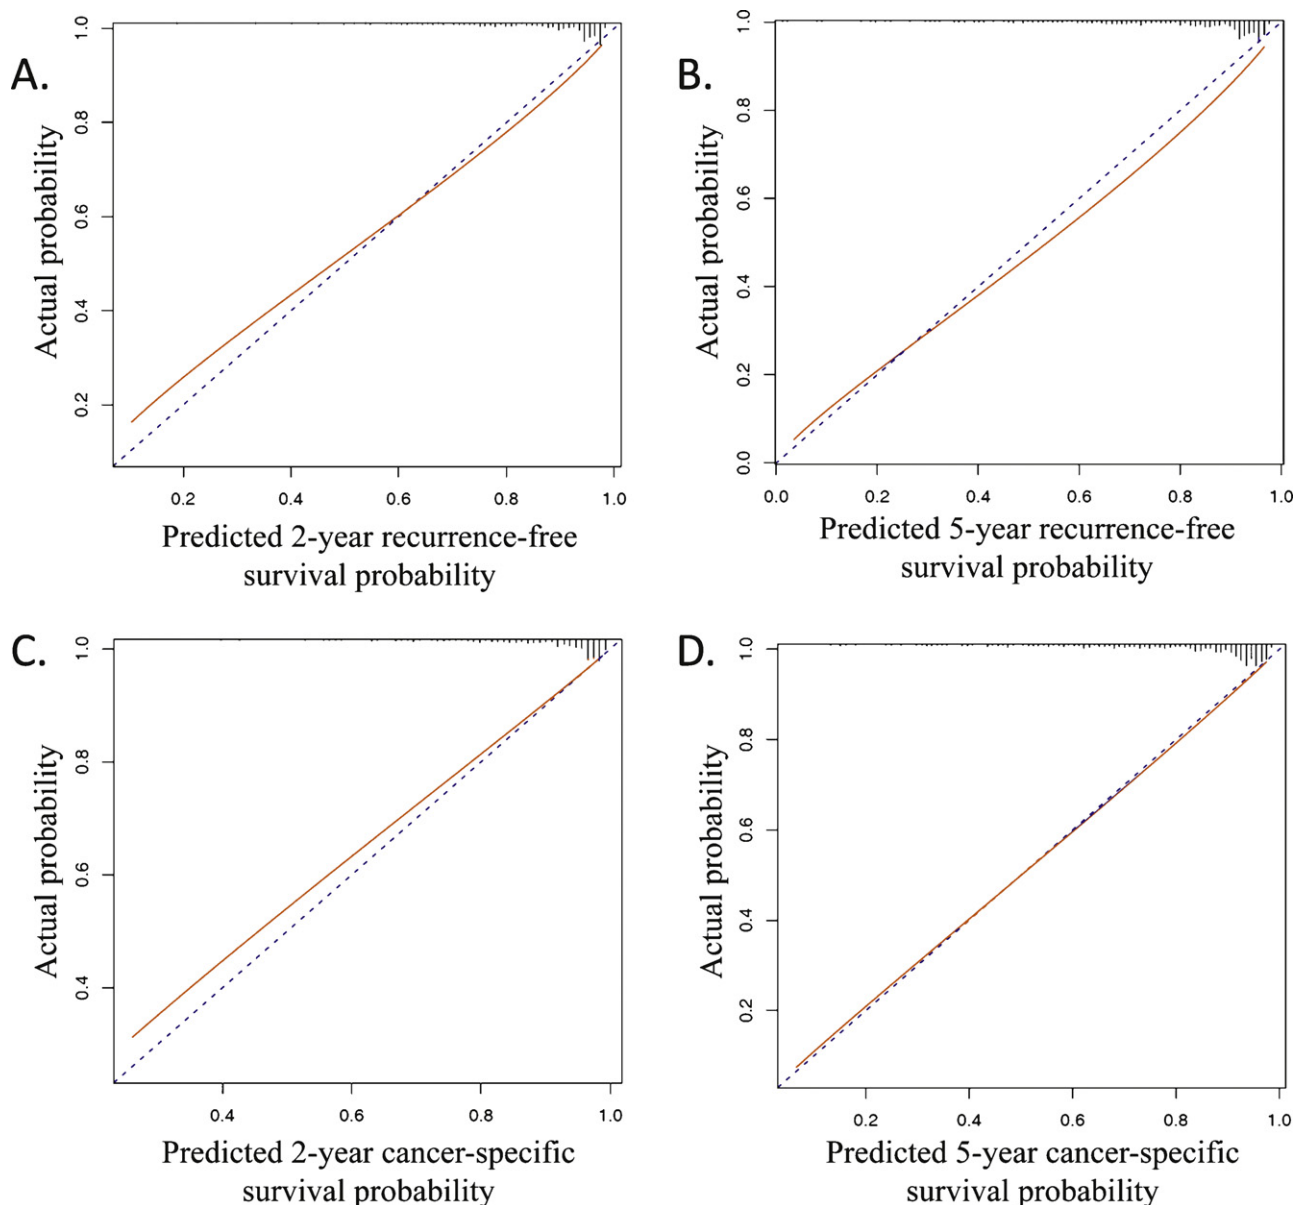 A.
Actual probability
1.0
0.8
0.6
0.4
0.2
0.2 0.4 0.6 0.8 1.0
Predicted 2-year recurrence-free
survival probability
B.
Actual probability
1.0
0.8
0.6
0.4
0.2
0.0
0.0 0.2 0.4 0.6 0.8 1.0
Predicted 5-year recurrence-free
survival probability
C.
Actual probability
1.0
0.8
0.6
0.4
0.4 0.6 0.8 1.0
Predicted 2-year cancer-specific
survival probability
D.
Actual probability
1.0
0.8
0.6
0.4
0.2
0.2 0.4 0.6 0.8 1.0
Predicted 5-year cancer-specific
survival probability